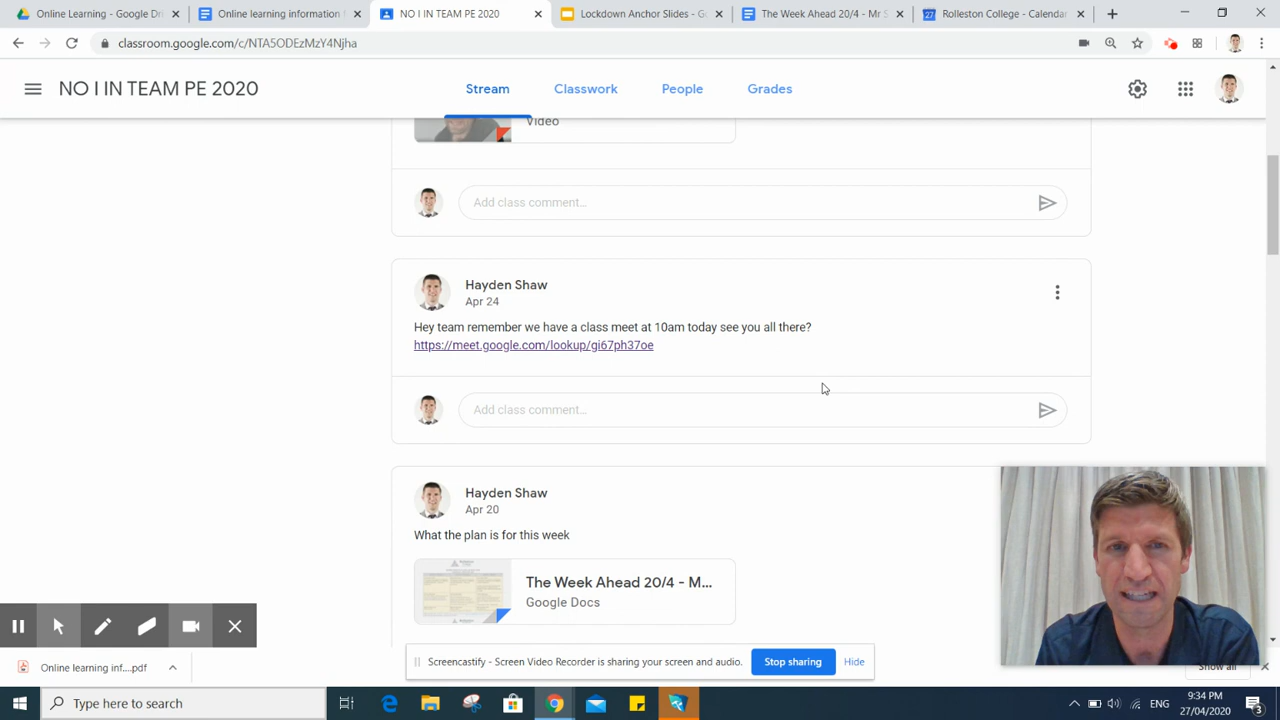 Online Learning - Google Dri
Online learning information f
NO I IN TEAM PE 2020
Lockdown Anchor Slides - G
The Week Ahead 20/4 - Mr S
Rolleston College - Calenda
classroom.google.com/c/NTA5ODEzMzY4Njha
NO I IN TEAM PE 2020
Stream
Classwork
People
Grades
Video
Add class comment...
Hayden Shaw
Apr 24
Hey team remember we have a class meet at 10am today see you all there?
https://meet.google.com/lookup/gi67ph37oe
Add class comment...
Hayden Shaw
Apr 20
What the plan is for this week
The Week Ahead 20/4 - M...
Google Docs
Online learning inf....pdf
Screencastify - Screen Video Recorder is sharing your screen and audio.
Stop sharing
Hide
Show all
Type here to search
ENG
9:34 PM
27/04/2020
3